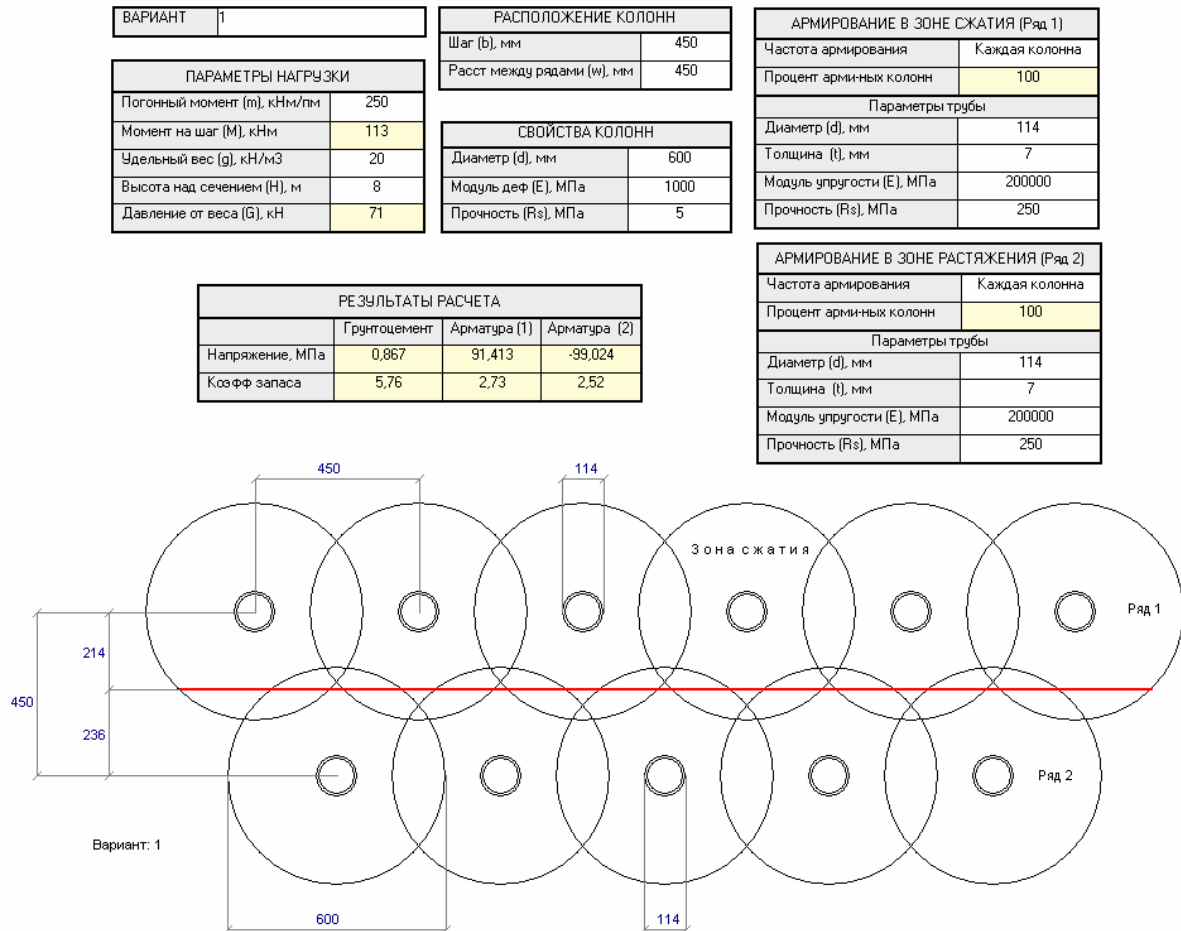 ВАРИАНТ 1
ПАРАМЕТРЫ НАГРУЗКИ
Погонный момент (m), кНм/пм 250
Момент на шаг (M), кНм 113
Удельный вес (g), кН/м3 20
Высота над сечением (H), м 8
Давление от веса (G), кН 71
РАСПОЛОЖЕНИЕ КОЛОНН
Шаг (b), мм 450
Расст между рядами (w), мм 450
СВОЙСТВА КОЛОНН
Диаметр (d), мм 600
Модуль деф (E), МПа 1000
Прочность (Rs), МПа 5
АРМИРОВАНИЕ В ЗОНЕ СЖАТИЯ (Ряд 1)
Частота армирования Каждая колонна
Процент арми-ных колонн 100
Параметры трубы
Диаметр (d), мм 114
Толщина (t), мм 7
Модуль упругости (E), МПа 200000
Прочность (Rs), МПа 250
АРМИРОВАНИЕ В ЗОНЕ РАСТЯЖЕНИЯ (Ряд 2)
Частота армирования Каждая колонна
Процент арми-ных колонн 100
Параметры трубы
Диаметр (d), мм 114
Толщина (t), мм 7
Модуль упругости (E), МПа 200000
Прочность (Rs), МПа 250
РЕЗУЛЬТАТЫ РАСЧЕТА
Грунтоцемент Арматура (1) Арматура (2)
Напряжение, МПа 0,867 91,413 -99,024
Коэфф запаса 5,76 2,73 2,52
450
114
Зона сжатия
Ряд 1
214
450
236
Ряд 2
Вариант: 1
600
114